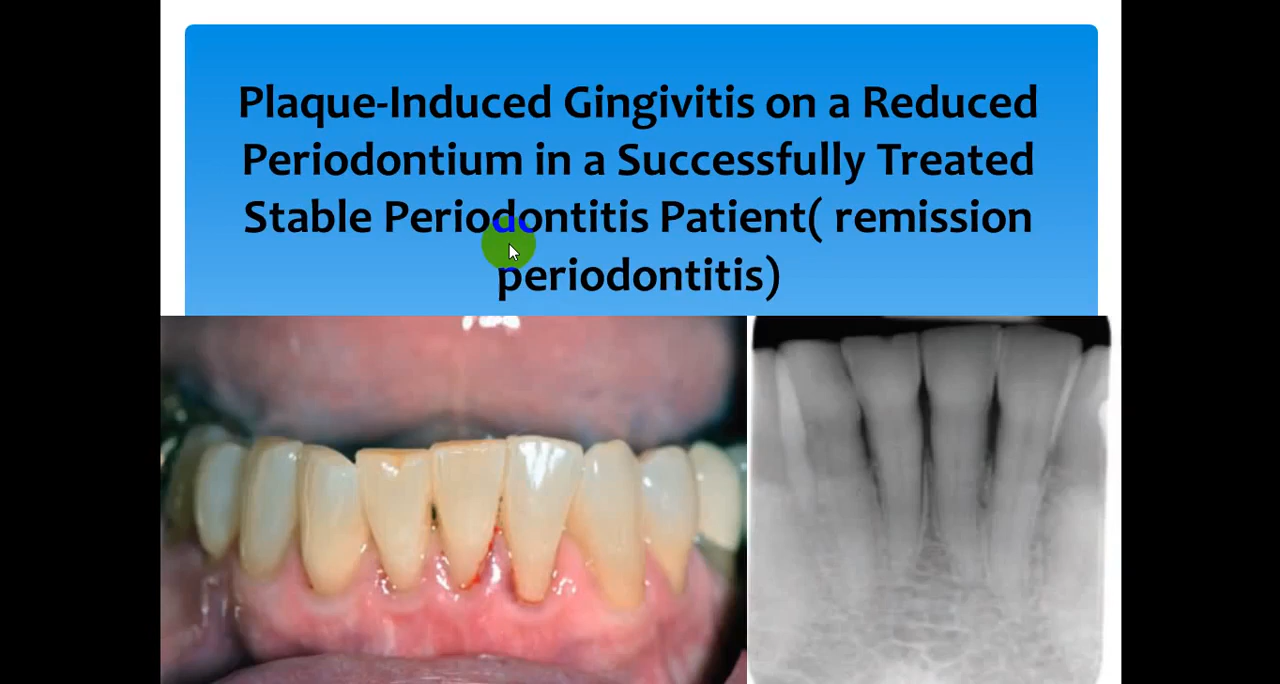 Plaque-Induced Gingivitis on a Reduced
Periodontium in a Successfully Treated
Stable Periodontitis Patient( remission
periodontitis)